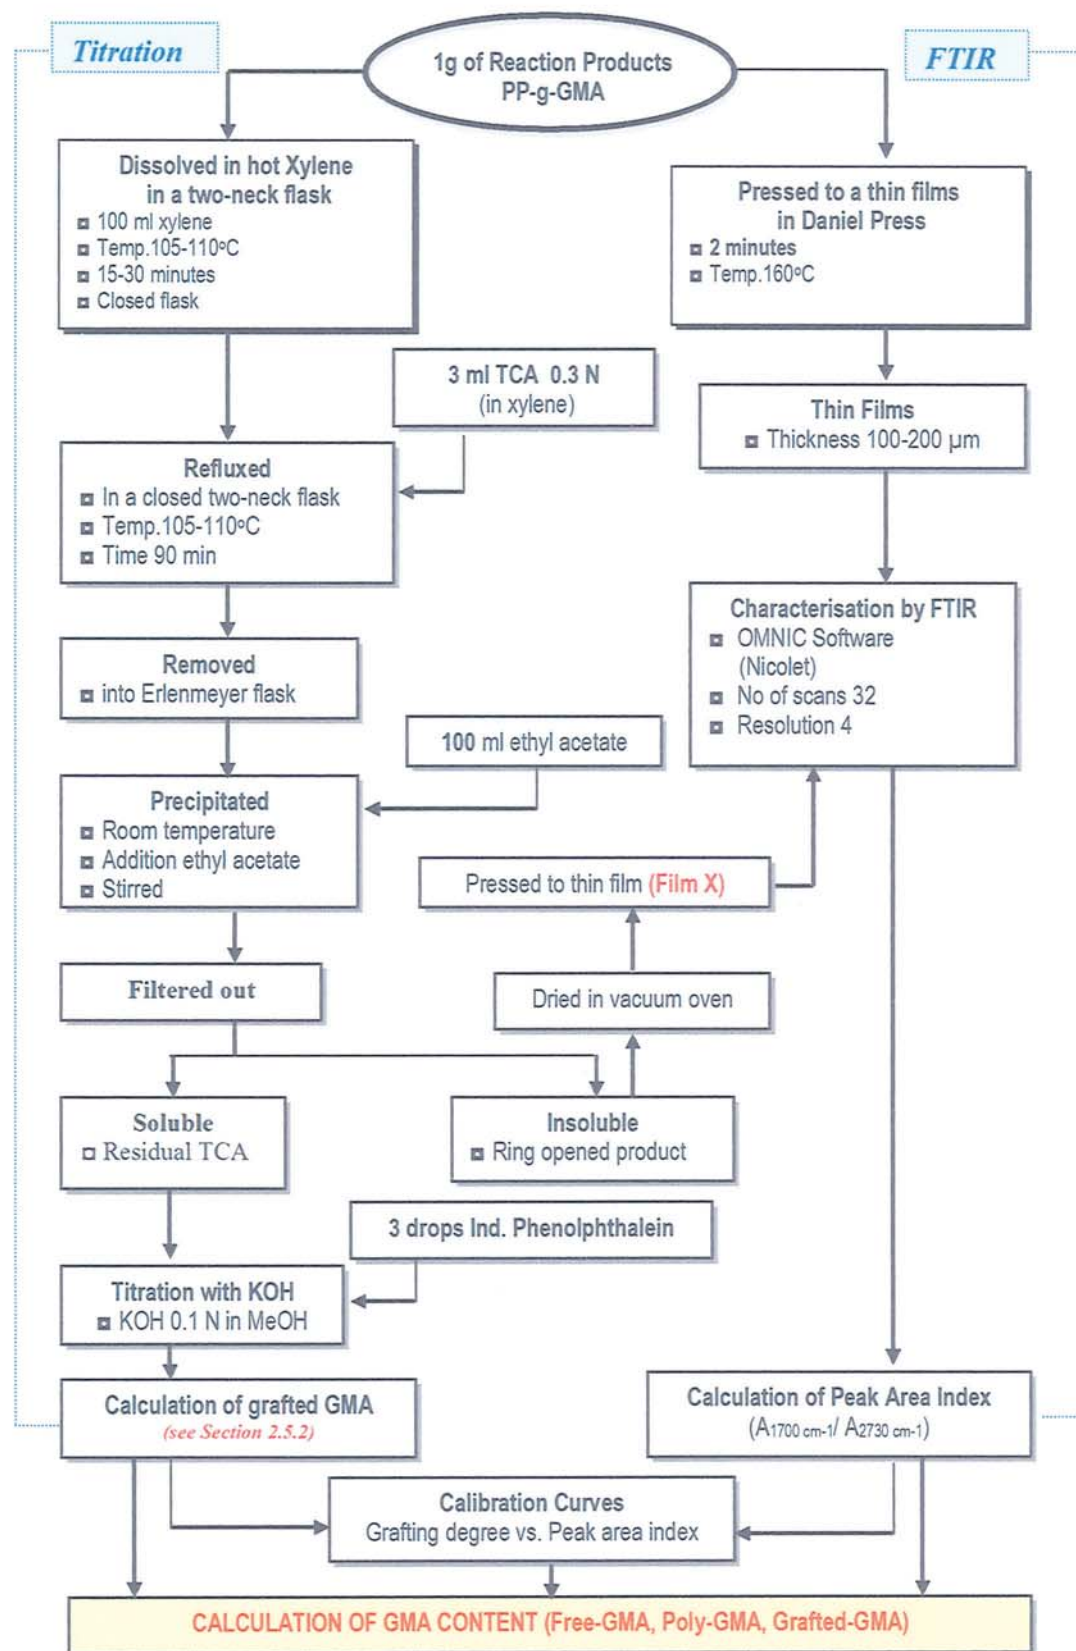 Titration
FTIR
1g of Reaction Products
PP-g-GMA
Dissolved in hot Xylene
in a two-neck flask
100 ml xylene
Temp.105-110ºC
15-30 minutes
Closed flask
Pressed to a thin films
in Daniel Press
2 minutes
Temp.160ºC
3 ml TCA 0.3 N
(in xylene)
Thin Films
Thickness 100-200 µm
Refluxed
In a closed two-neck flask
Temp.105-110ºC
Time 90 min
Characterisation by FTIR
OMNIC Software
(Nicolet)
No of scans 32
Resolution 4
Removed
into Erlenmeyer flask
100 ml ethyl acetate
Precipitated
Room temperature
Addition ethyl acetate
Stirred
Pressed to thin film (Film X)
Filtered out
Dried in vacuum oven
Soluble
Residual TCA
Insoluble
Ring opened product
3 drops Ind. Phenolphthalein
Titration with KOH
KOH 0.1 N in MeOH
Calculation of grafted GMA
(see Section 2.5.2)
Calculation of Peak Area Index
(A1700 cm-1/ A2730 cm-1)
Calibration Curves
Grafting degree vs. Peak area index
CALCULATION OF GMA CONTENT (Free-GMA, Poly-GMA, Grafted-GMA)